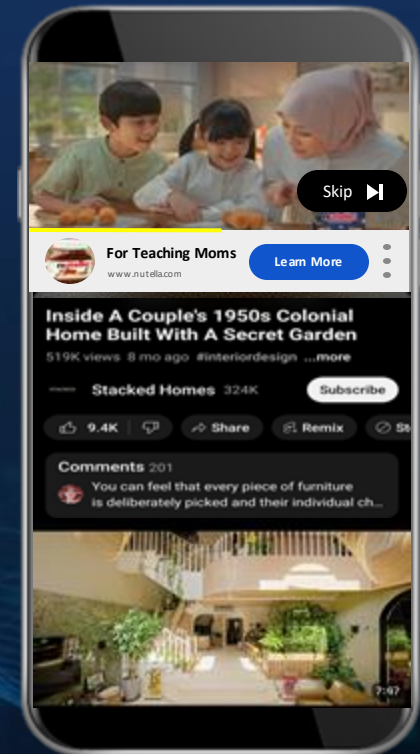 Skip
For Teaching Moms
www.nutella.com
Learn More
Inside A Couple's 1950s Colonial
Home Built With A Secret Garden
519K views 8 mo ago #interiordesign ...more
Stacked Homes 324K
Subscribe
9.4K
Share
Remix
St
Comments 201
You can feel that every piece of furniture
is deliberately picked and their individual ch...